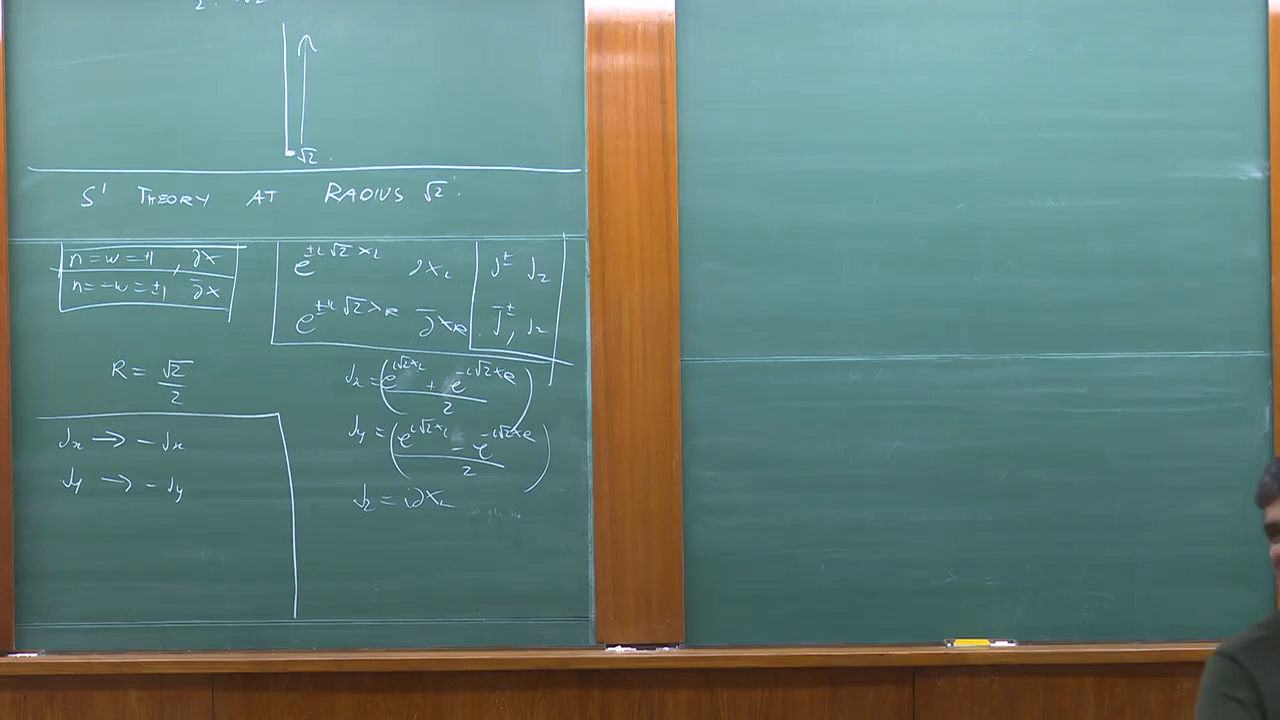 √2
S¹ THEORY AT RADIUS √2.
n = w = ±1, ∂x
n = -w = ±1 ∂̄x
e^{±i√2 x_L} ∂x_L J^± J_z
e^{±i√2 x_R} ∂̄x_R J̄^±, J_z
R = √2/2
J_x = (e^{i√2x_L} + e^{-i√2x_R} / 2)
J_y = (e^{i√2x_L} - e^{-i√2x_R} / 2)
J_z = i∂x_L
J_x → -J_x
J_y → -J_y